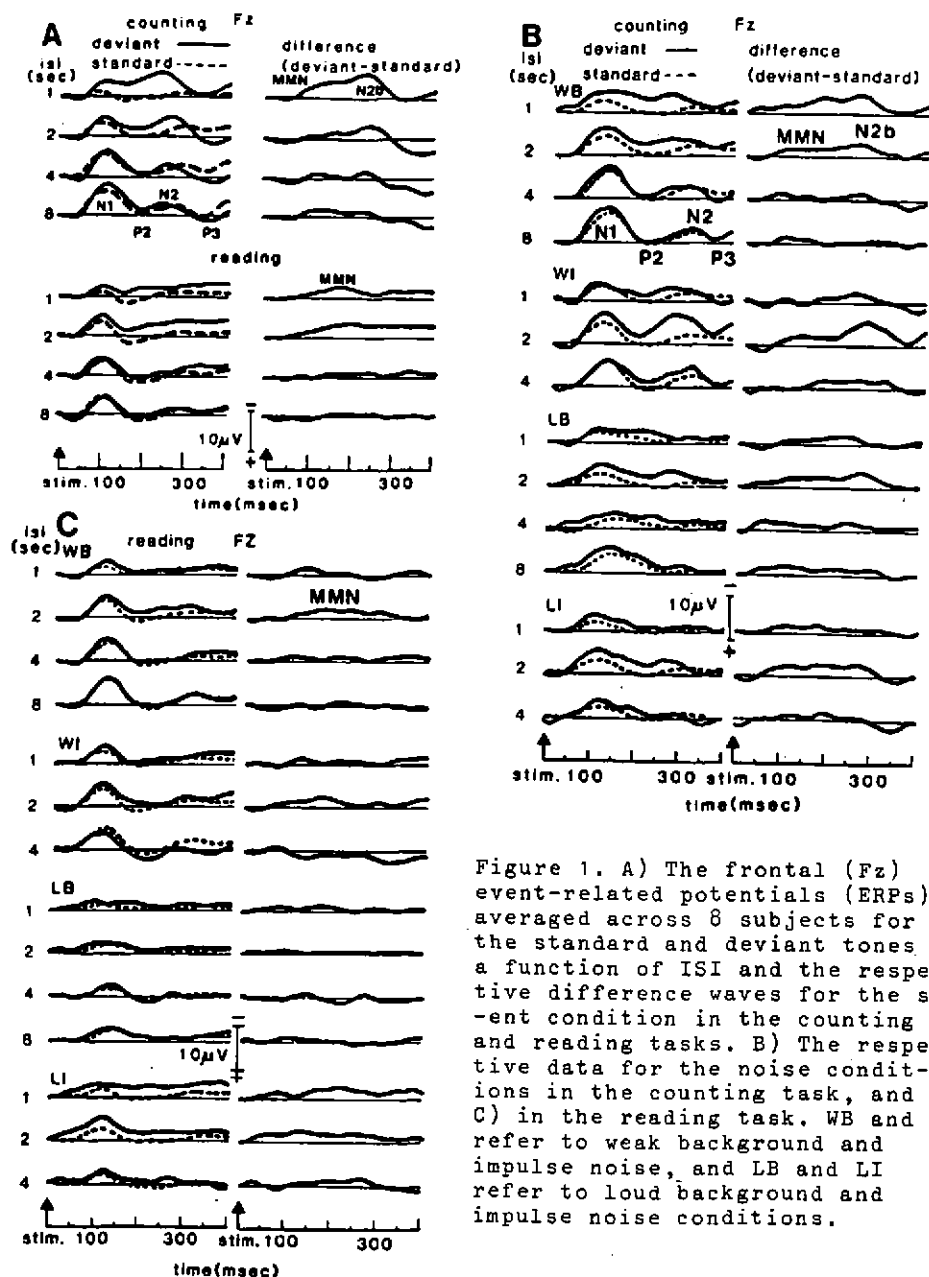 A
counting Fz
deviant
isi
(sec)
standard
difference
(deviant-standard)
1
MMN
N2b
2
4
8
N1
N2
P2
P3
reading
1
MMN
2
4
8
−
10µV
+
stim. 100 300
time(msec)
B
counting Fz
ISI
(sec)
deviant
standard
difference
(deviant-standard)
WB
1
2
MMN N2b
4
8
N1
N2
P2
P3
WI
1
2
4
LB
1
2
4
8
−
10µV
+
LI
1
2
4
stim. 100 300 stim. 100 300
time(msec)
C
isi
(sec)
reading FZ
WB
1
2
MMN
4
8
WI
1
2
4
LB
1
2
4
8
−
10µV
+
LI
1
2
4
stim. 100 300 stim. 100 300
time(msec)
Figure 1. A) The frontal (Fz)
event-related potentials (ERPs)
averaged across 8 subjects for
the standard and deviant tones
a function of ISI and the respe
tive difference waves for the s
-ent condition in the counting
and reading tasks. B) The respe
tive data for the noise condit-
ions in the counting task, and
C) in the reading task. WB and
refer to weak background and
impulse noise, and LB and LI
refer to loud background and
impulse noise conditions.